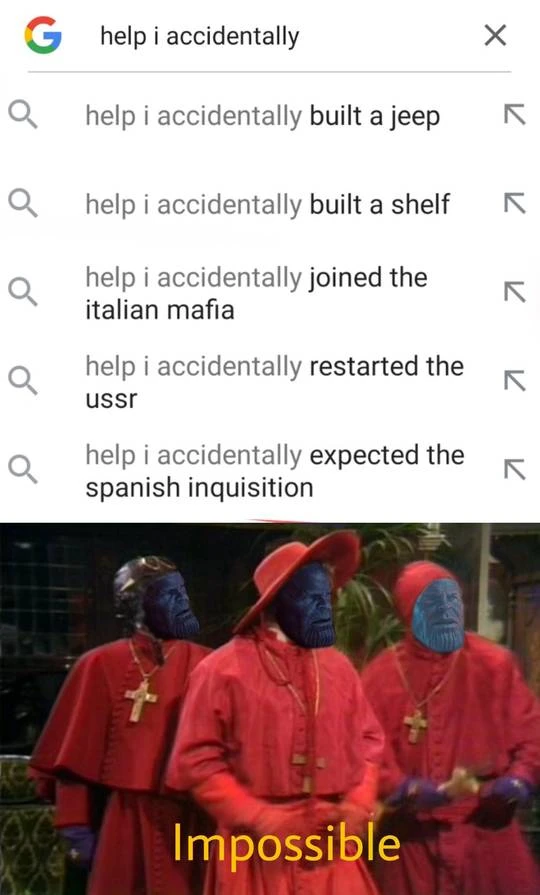 help i accidentally
help i accidentally built a jeep
help i accidentally built a shelf
help i accidentally joined the
italian mafia
help i accidentally restarted the
ussr
help i accidentally expected the
spanish inquisition
Impossible